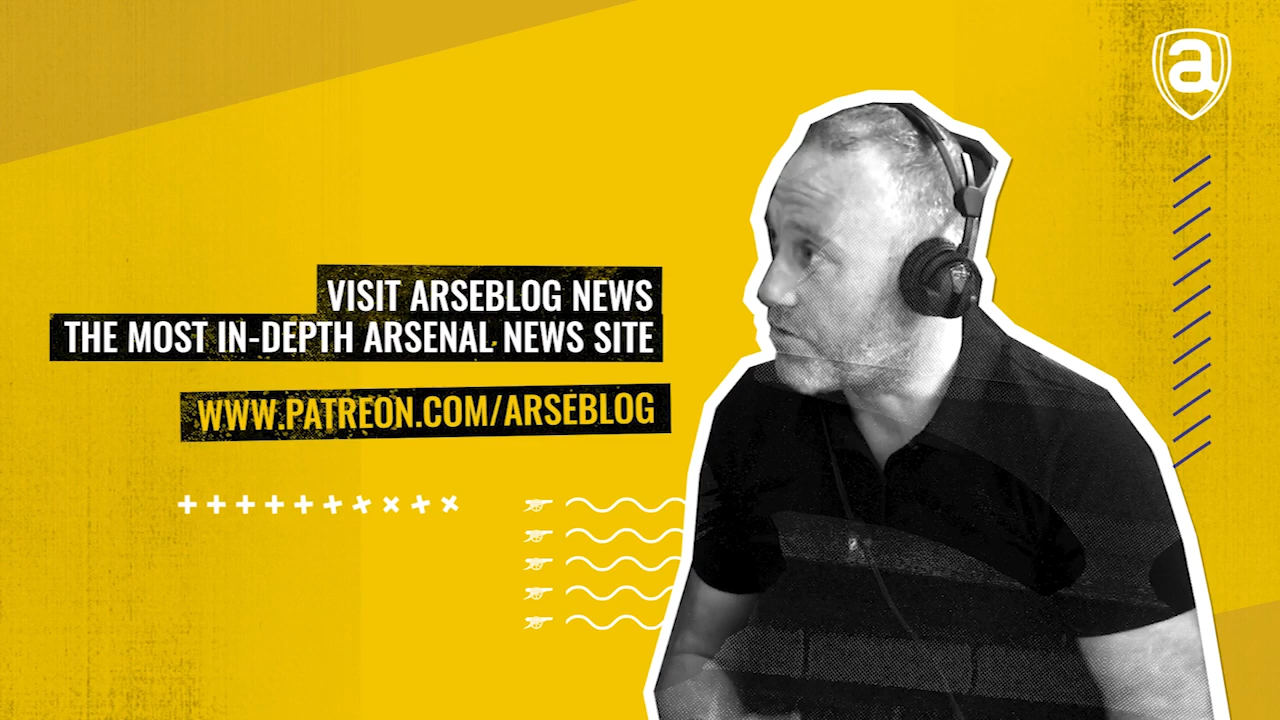 a
VISIT ARSEBLOG NEWS
THE MOST IN-DEPTH ARSENAL NEWS SITE
WWW.PATREON.COM/ARSEBLOG